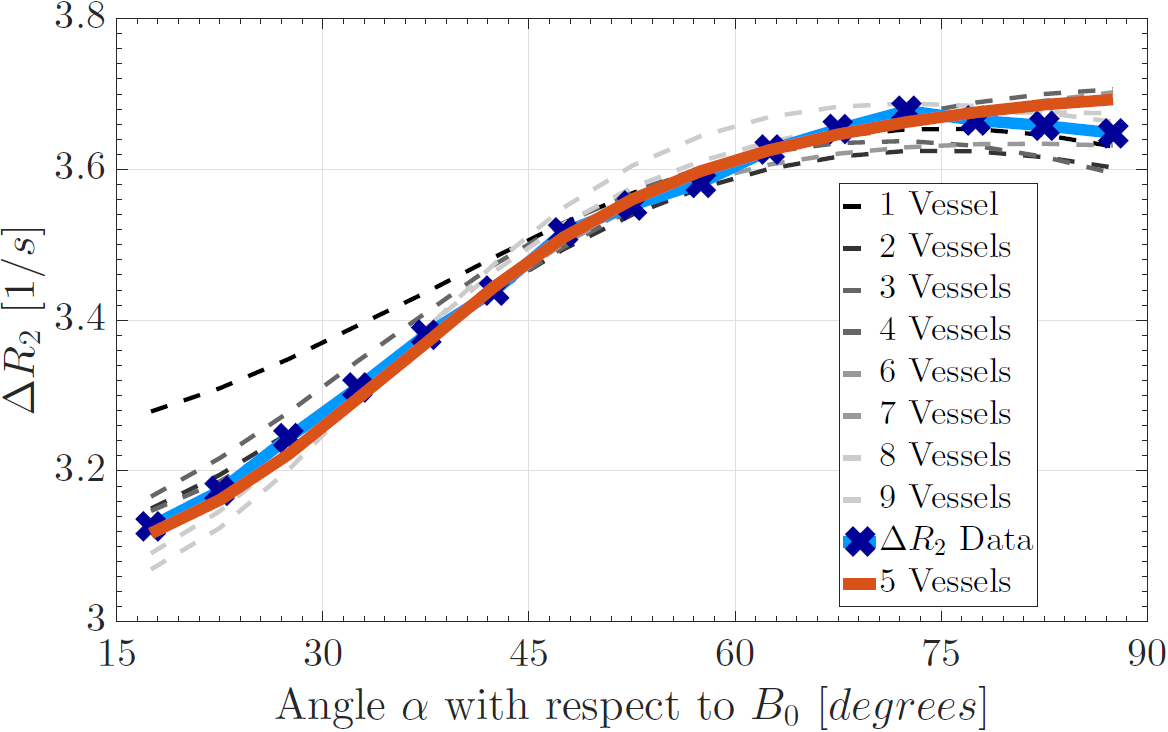 3.8
3.6
3.4
3.2
3
ΔR₂ [1/s]
15 30 45 60 75 90
Angle α with respect to B₀ [degrees]
1 Vessel
2 Vessels
3 Vessels
4 Vessels
6 Vessels
7 Vessels
8 Vessels
9 Vessels
ΔR₂ Data
5 Vessels